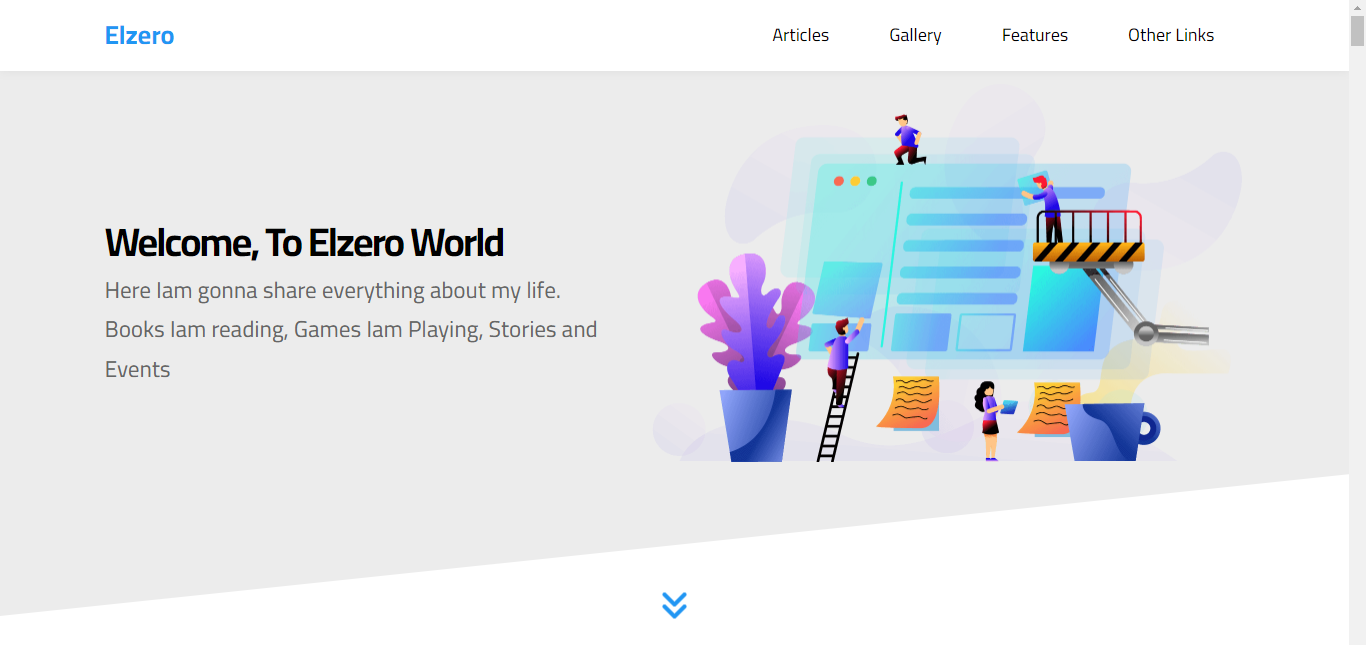 Elzero
Articles
Gallery
Features
Other Links
Welcome, To Elzero World
Here Iam gonna share everything about my life.
Books Iam reading, Games Iam Playing, Stories and
Events